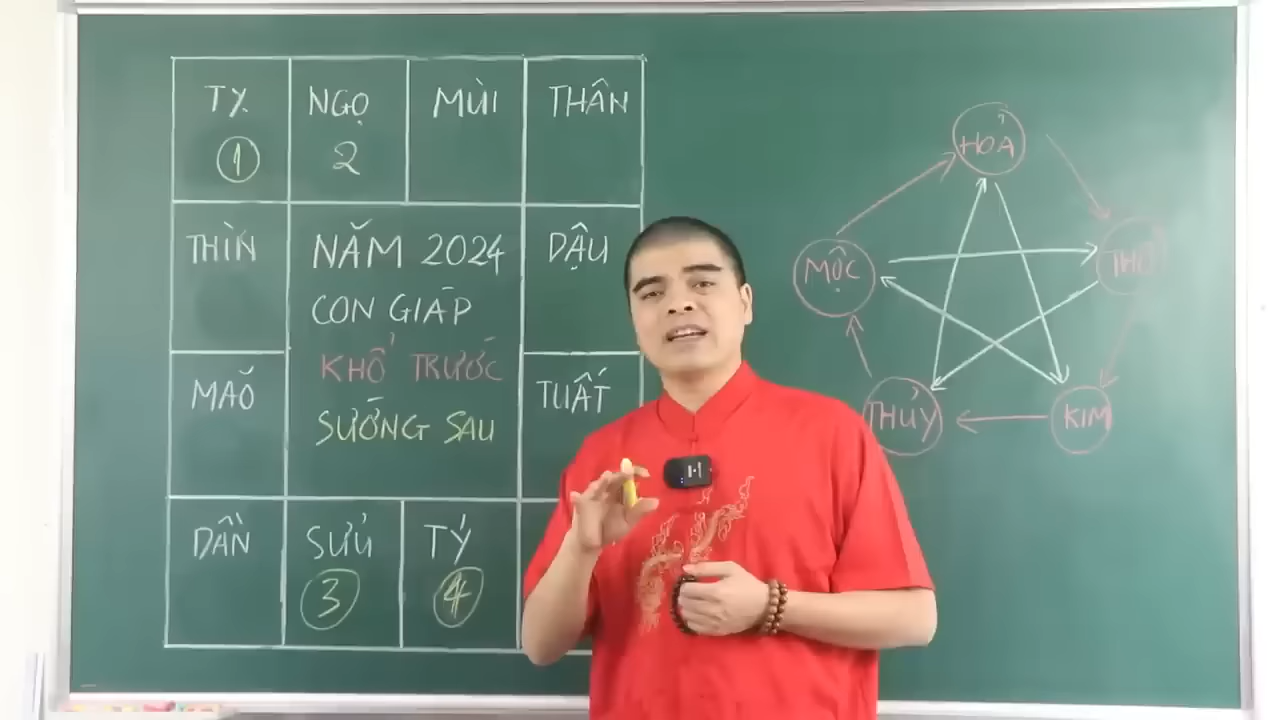 TỴ NGỌ MÙI THÂN
① 2
THÌN DẬU
NĂM 2024
CON GIÁP
KHỔ TRƯỚC
SƯỚNG SAU
MÃO TUẤT
DẦN SỬU TÝ
③ ④
HỎA
MỘC THỔ
THỦY KIM